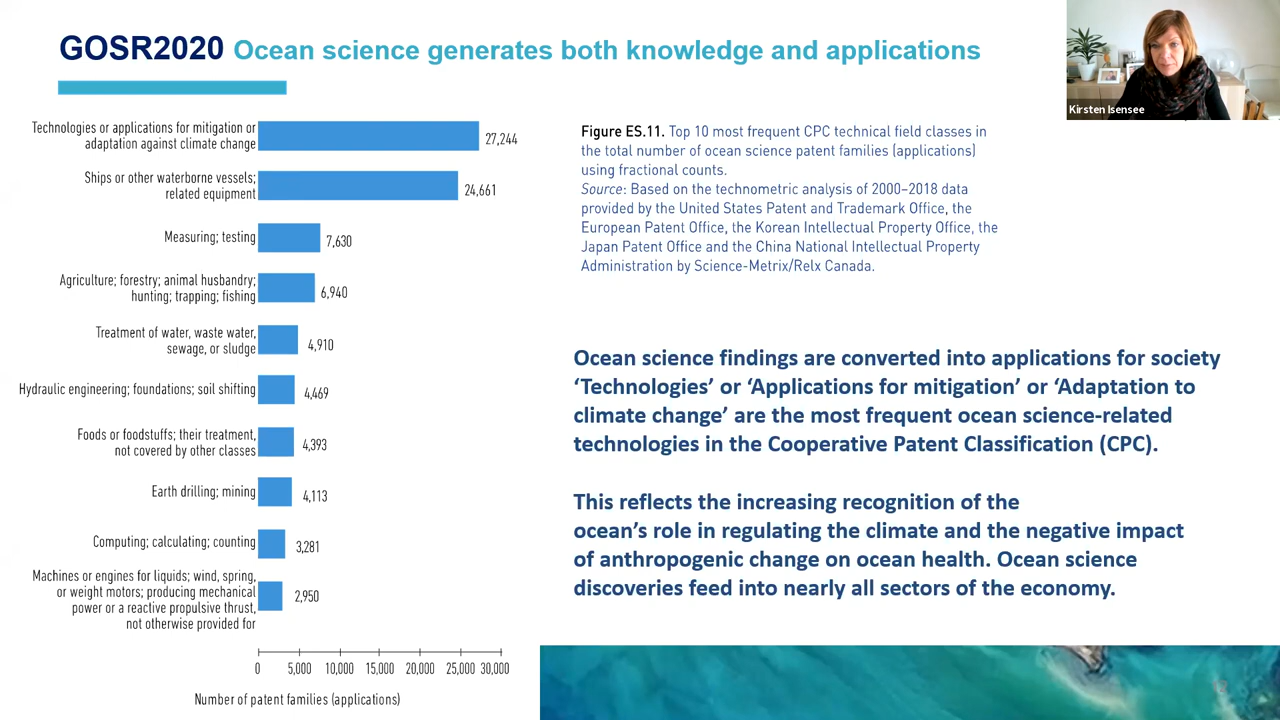 GOSR2020 Ocean science generates both knowledge and applications
Kirsten Isensee
Technologies or applications for mitigation or
adaptation against climate change
27,244
Ships or other waterborne vessels;
related equipment
24,661
Measuring; testing
7,630
Agriculture; forestry; animal husbandry;
hunting; trapping; fishing
6,940
Treatment of water, waste water,
sewage, or sludge
4,910
Hydraulic engineering; foundations; soil shifting
4,469
Foods or foodstuffs; their treatment,
not covered by other classes
4,393
Earth drilling; mining
4,113
Computing; calculating; counting
3,281
Machines or engines for liquids; wind, spring,
or weight motors; producing mechanical
power or a reactive propulsive thrust,
not otherwise provided for
2,950
0 5,000 10,000 15,000 20,000 25,000 30,000
Number of patent families (applications)
Figure ES.11. Top 10 most frequent CPC technical field classes in
the total number of ocean science patent families (applications)
using fractional counts.
Source: Based on the technometric analysis of 2000–2018 data
provided by the United States Patent and Trademark Office, the
European Patent Office, the Korean Intellectual Property Office, the
Japan Patent Office and the China National Intellectual Property
Administration by Science-Metrix/Relx Canada.
Ocean science findings are converted into applications for society
‘Technologies’ or ‘Applications for mitigation’ or ‘Adaptation to
climate change’ are the most frequent ocean science-related
technologies in the Cooperative Patent Classification (CPC).
This reflects the increasing recognition of the
ocean’s role in regulating the climate and the negative impact
of anthropogenic change on ocean health. Ocean science
discoveries feed into nearly all sectors of the economy.